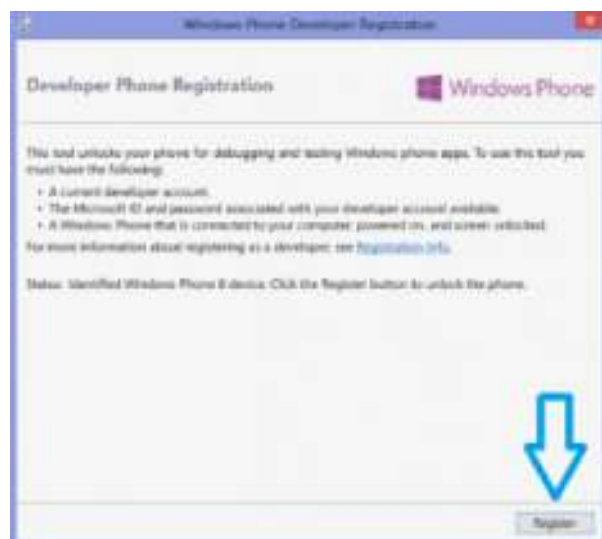 Windows Phone Developer Registration
Developer Phone Registration
Windows Phone
This tool unlocks your phone for debugging and testing Windows phone apps. To use this tool you
must have the following:
• A current developer account.
• The Microsoft ID and password associated with your developer account available.
• A Windows Phone that is connected to your computer, powered on, and screen unlocked.
For more information about registering as a developer, see Registration Info.
Status: Identified Windows Phone 8 device. Click the Register button to unlock the phone.
Register